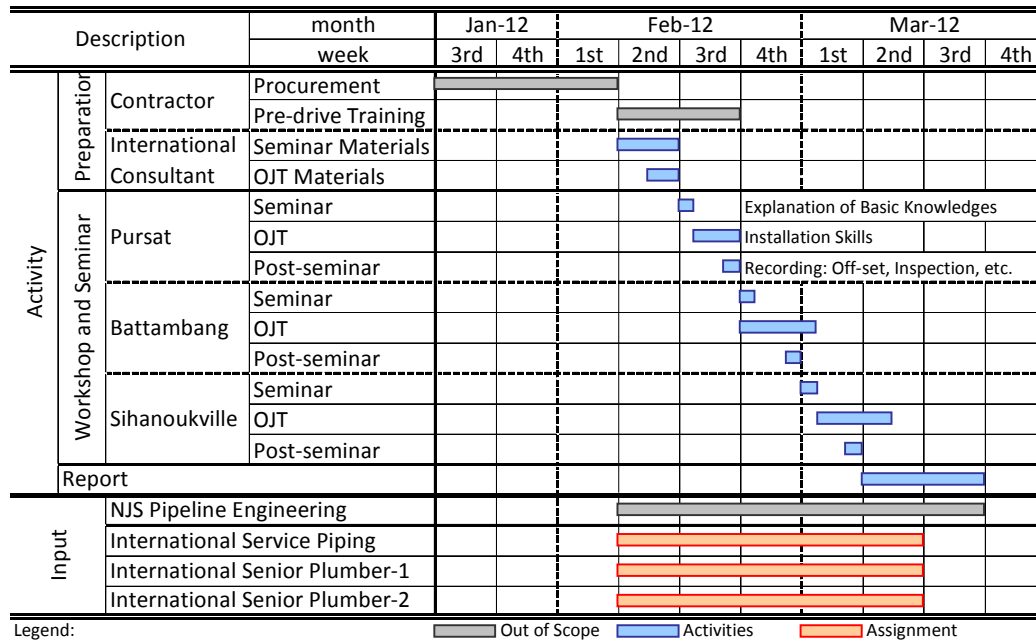 Description month Jan-12 Feb-12 Mar-12
week 3rd 4th 1st 2nd 3rd 4th 1st 2nd 3rd 4th
Activity
Preparation
Contractor
Procurement
Pre-drive Training
International
Consultant
Seminar Materials
OJT Materials
Workshop and Seminar
Pursat
Seminar Explanation of Basic Knowledges
OJT Installation Skills
Post-seminar Recording: Off-set, Inspection, etc.
Battambang
Seminar
OJT
Post-seminar
Sihanoukville
Seminar
OJT
Post-seminar
Report
Input
NJS Pipeline Engineering
International Service Piping
International Senior Plumber-1
International Senior Plumber-2
Legend: Out of Scope Activities Assignment